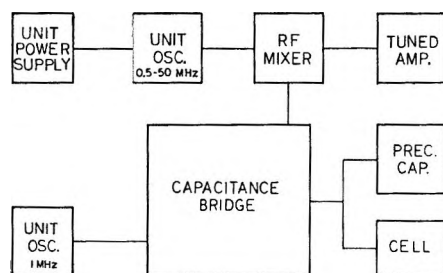 UNIT
POWER
SUPPLY
UNIT
OSC.
0.5-50 MHz
RF
MIXER
TUNED
AMP.
CAPACITANCE
BRIDGE
PREC.
CAP.
CELL
UNIT
OSC.
1 MHz